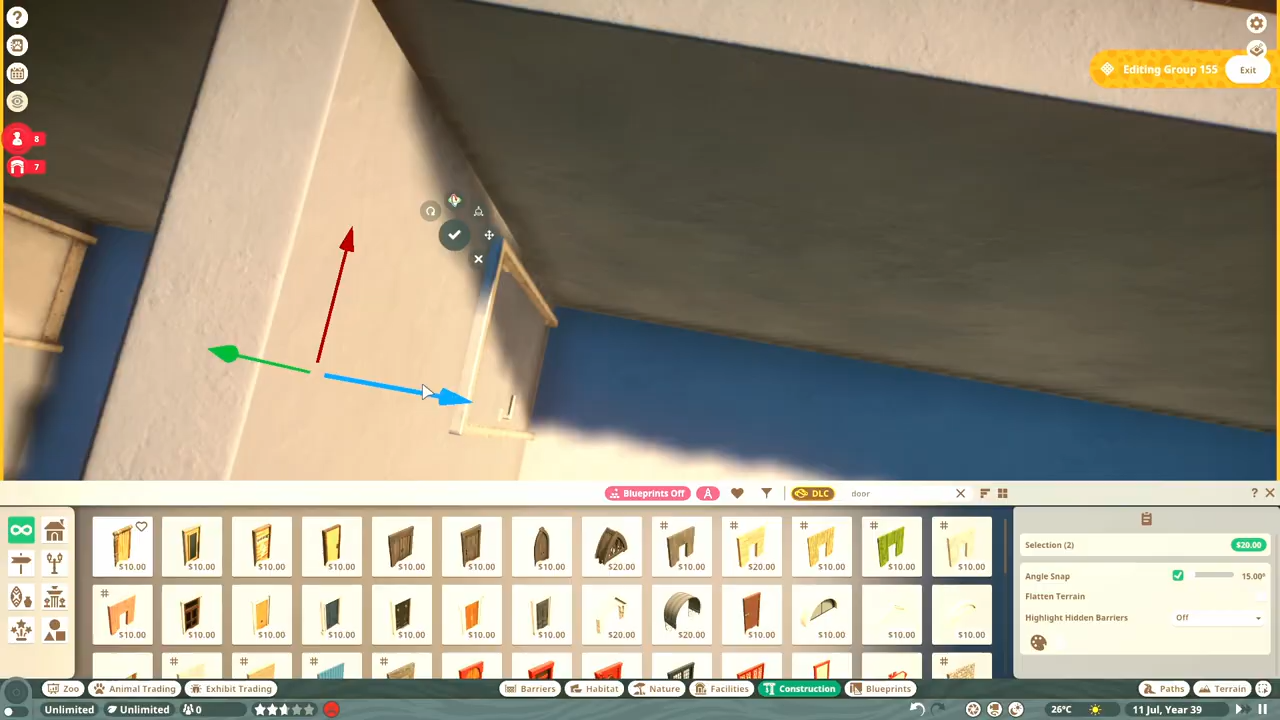 Editing Group 155 Exit
8
7
Blueprints Off DLC door
$10.00 $10.00 $10.00 $10.00 $10.00 $10.00 $10.00 $20.00 $10.00 $20.00 $10.00 $10.00 $10.00
$10.00 $10.00 $10.00 $10.00 $10.00 $10.00 $10.00 $20.00 $20.00 $10.00 $10.00 $10.00 $10.00
Selection (2) $20.00
Angle Snap 15.00°
Flatten Terrain
Highlight Hidden Barriers Off
Zoo Animal Trading Exhibit Trading Barriers Habitat Nature Facilities Construction Blueprints Paths Terrain
Unlimited Unlimited 0 26°C 11 Jul, Year 39